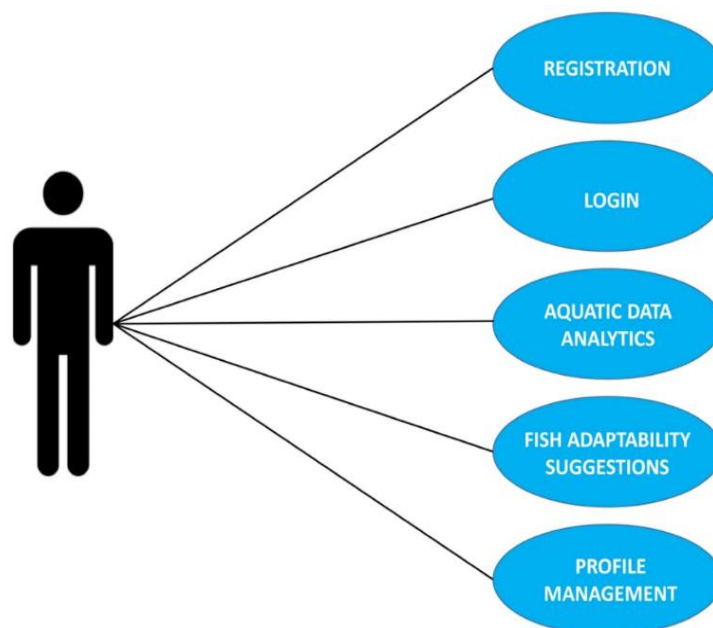 REGISTRATION
LOGIN
AQUATIC DATA
ANALYTICS
FISH ADAPTABILITY
SUGGESTIONS
PROFILE
MANAGEMENT